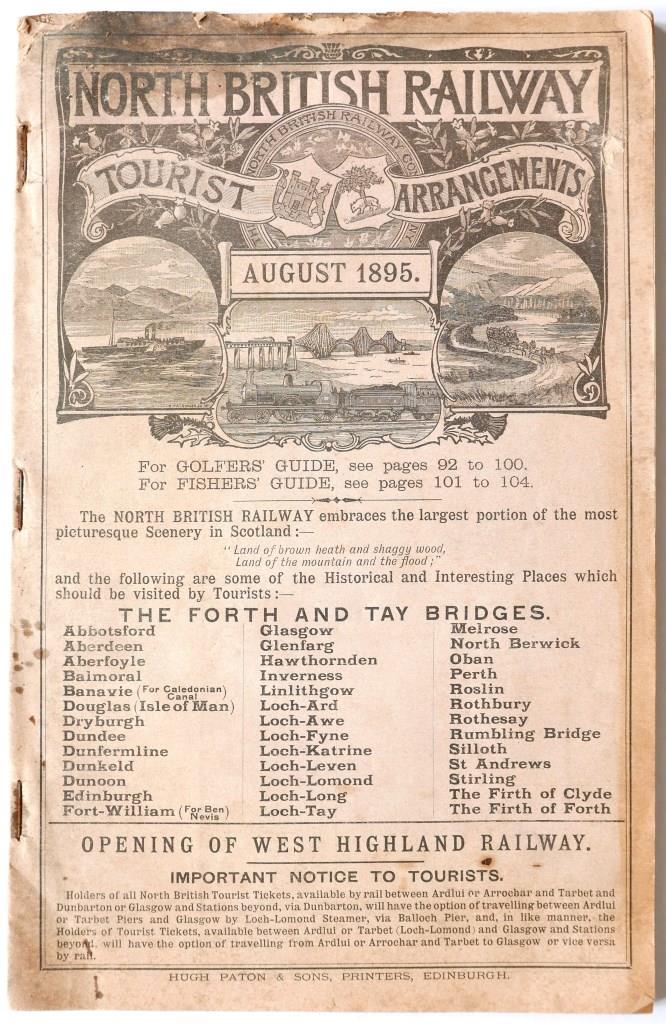 NORTH BRITISH RAILWAY
THE NORTH BRITISH RAILWAY COMPANY
TOURIST ARRANGEMENTS
AUGUST 1895.
For GOLFERS' GUIDE, see pages 92 to 100.
For FISHERS' GUIDE, see pages 101 to 104.
The NORTH BRITISH RAILWAY embraces the largest portion of the most
picturesque Scenery in Scotland:—
"Land of brown heath and shaggy wood,
Land of the mountain and the flood;"
and the following are some of the Historical and Interesting Places which
should be visited by Tourists:—
THE FORTH AND TAY BRIDGES.
Abbotsford
Aberdeen
Aberfoyle
Balmoral
Banavie (For Caledonian Canal)
Douglas (Isle of Man)
Dryburgh
Dundee
Dunfermline
Dunkeld
Dunoon
Edinburgh
Fort-William (For Ben Nevis)
Glasgow
Glenfarg
Hawthornden
Inverness
Linlithgow
Loch-Ard
Loch-Awe
Loch-Fyne
Loch-Katrine
Loch-Leven
Loch-Lomond
Loch-Long
Loch-Tay
Melrose
North Berwick
Oban
Perth
Roslin
Rothbury
Rothesay
Rumbling Bridge
Silloth
St Andrews
Stirling
The Firth of Clyde
The Firth of Forth
OPENING OF WEST HIGHLAND RAILWAY.
IMPORTANT NOTICE TO TOURISTS.
Holders of all North British Tourist Tickets, available by rail between Ardlui or Arrochar and Tarbet and
Dunbarton or Glasgow and Stations beyond, via Dunbarton, will have the option of travelling between Ardlui
or Tarbet Piers and Glasgow by Loch-Lomond Steamer, via Balloch Pier, and, in like manner, the
Holders of Tourist Tickets, available between Ardlui or Tarbet (Loch-Lomond) and Glasgow and Stations
beyond, will have the option of travelling from Ardlui or Arrochar and Tarbet to Glasgow or vice versa
by rail.
HUGH PATON & SONS, PRINTERS, EDINBURGH.